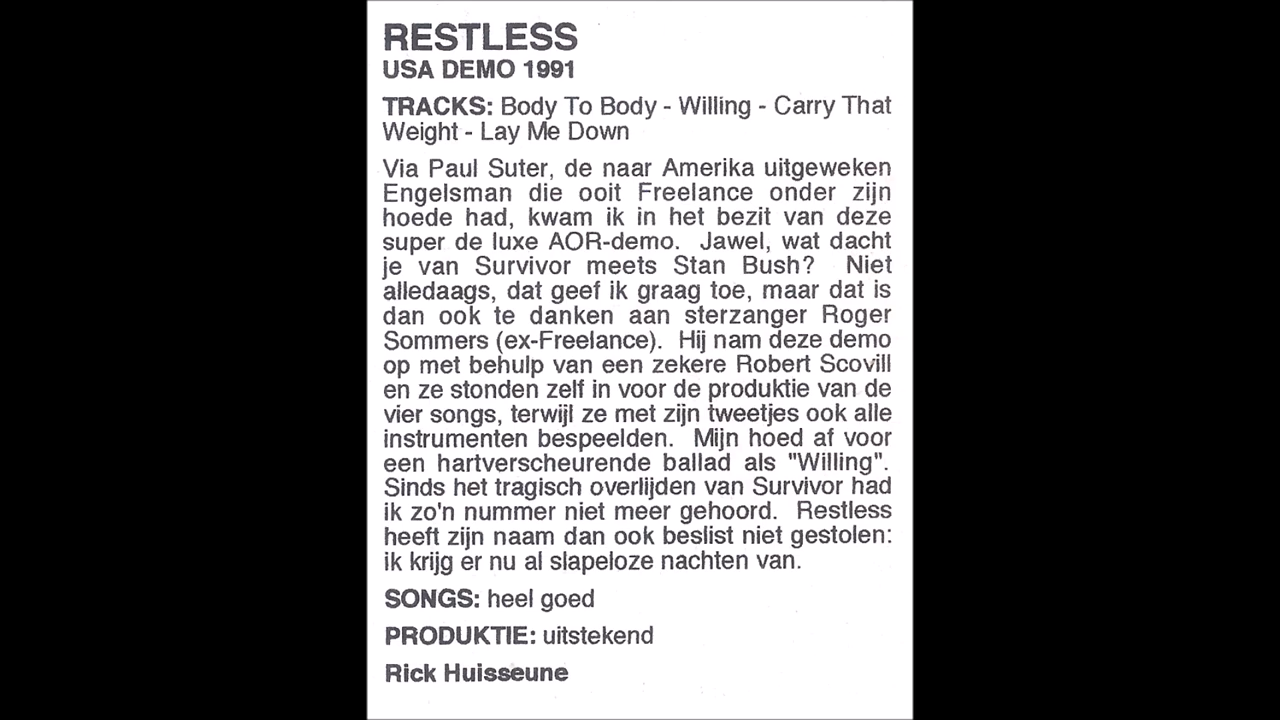 RESTLESS
USA DEMO 1991
TRACKS: Body To Body - Willing - Carry That
Weight - Lay Me Down
Via Paul Suter, de naar Amerika uitgeweken
Engelsman die ooit Freelance onder zijn
hoede had, kwam ik in het bezit van deze
super de luxe AOR-demo. Jawel, wat dacht
je van Survivor meets Stan Bush? Niet
alledaags, dat geef ik graag toe, maar dat is
dan ook te danken aan sterzanger Roger
Sommers (ex-Freelance). Hij nam deze demo
op met behulp van een zekere Robert Scovill
en ze stonden zelf in voor de produktie van de
vier songs, terwijl ze met zijn tweetjes ook alle
instrumenten bespeelden. Mijn hoed af voor
een hartverscheurende ballad als "Willing".
Sinds het tragisch overlijden van Survivor had
ik zo'n nummer niet meer gehoord. Restless
heeft zijn naam dan ook beslist niet gestolen:
ik krijg er nu al slapeloze nachten van.
SONGS: heel goed
PRODUKTIE: uitstekend
Rick Huisseune